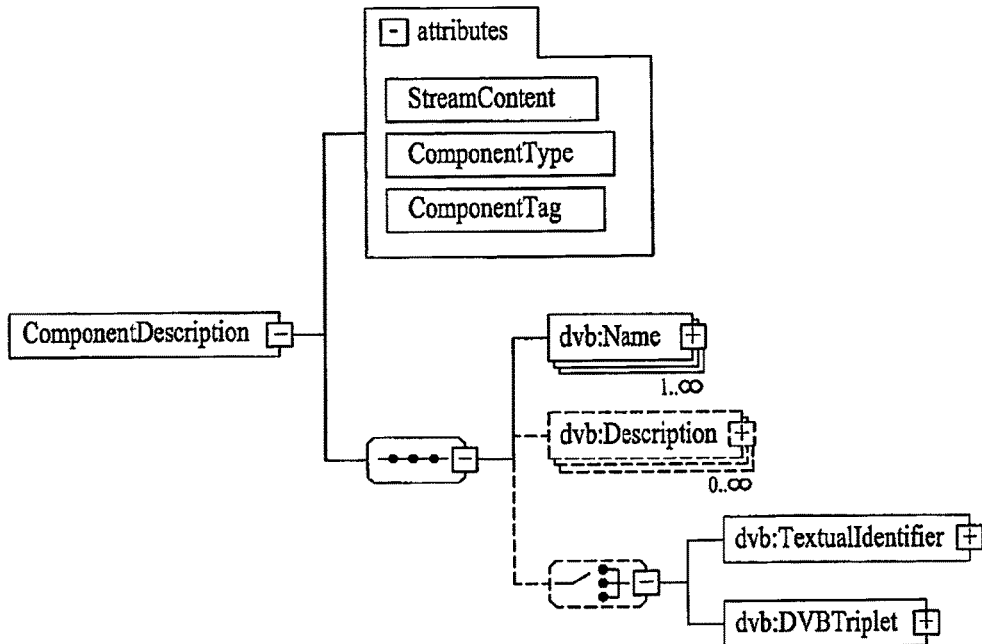 attributes
StreamContent
ComponentType
ComponentTag
ComponentDescription
dvb:Name
1..∞
dvb:Description
0..∞
dvb:TextualIdentifier
dvb:DVBTriplet